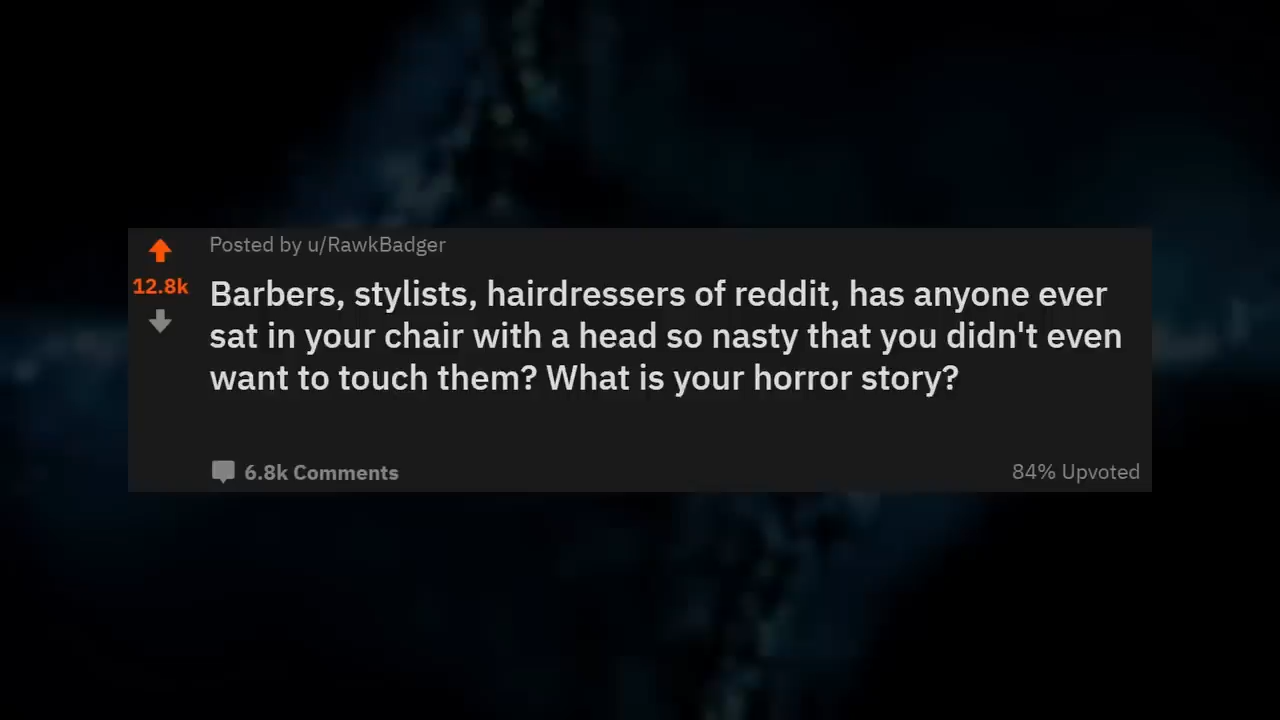 Posted by u/RawkBadger
12.8k
Barbers, stylists, hairdressers of reddit, has anyone ever
sat in your chair with a head so nasty that you didn't even
want to touch them? What is your horror story?
6.8k Comments
84% Upvoted